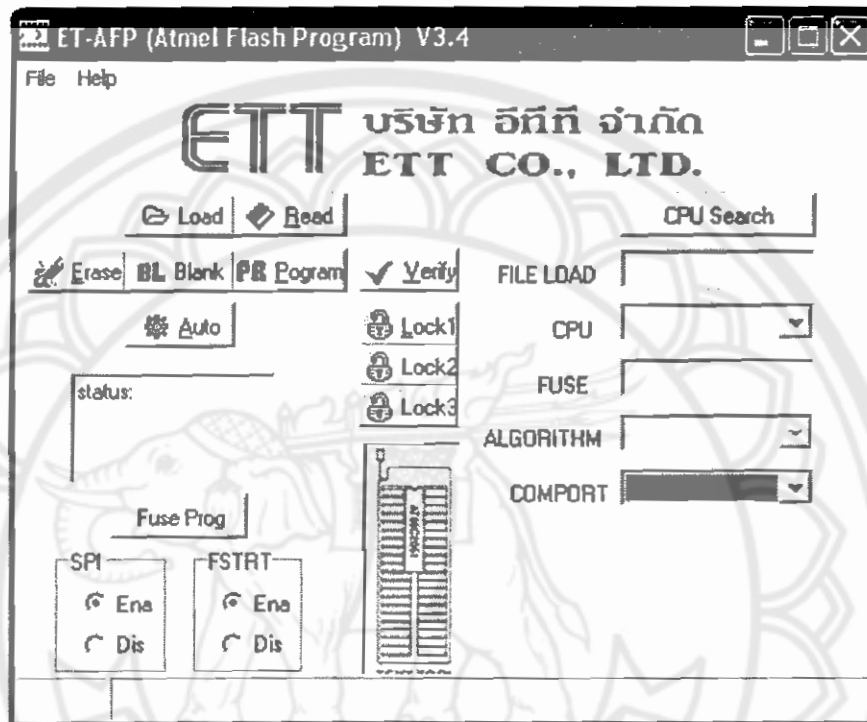 ET-AFP (Atmel Flash Program) V3.4
File Help
ETT บริษัท อีทีที จำกัด
ETT CO., LTD.
Load Read CPU Search
Erase BL Blank PR Pogram Verify FILE LOAD
Auto Lock1 CPU
Lock2 FUSE
status:
Lock3
ALGORITHM
COMPORT
Fuse Prog
SPI FSTRT
Ena Ena
Dis Dis